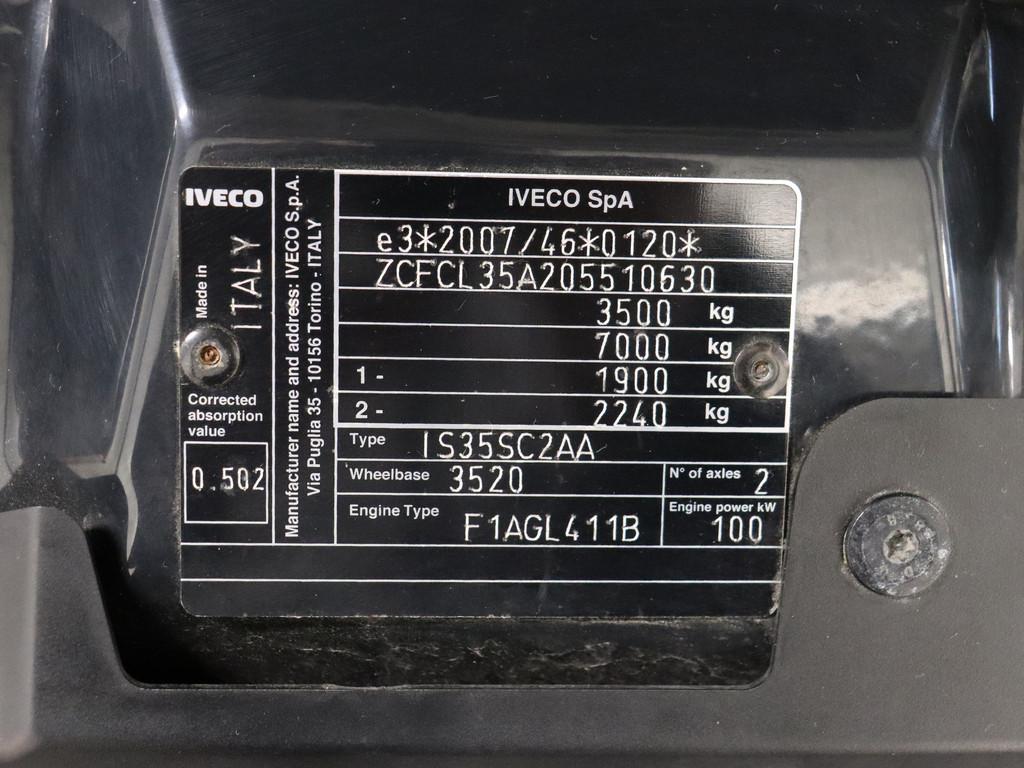 IVECO
Made in
ITALY
Corrected
absorption
value
0.502
Manufacturer name and address: IVECO S.p.A.
Via Puglia 35 - 10156 Torino - ITALY
IVECO SpA
e3*2007/46*0120*
ZCFCL35A205510630
3500 kg
7000 kg
1 - 1900 kg
2 - 2240 kg
Type IS35SC2AA
Wheelbase 3520
N° of axles 2
Engine Type F1AGL411B
Engine power kW
100